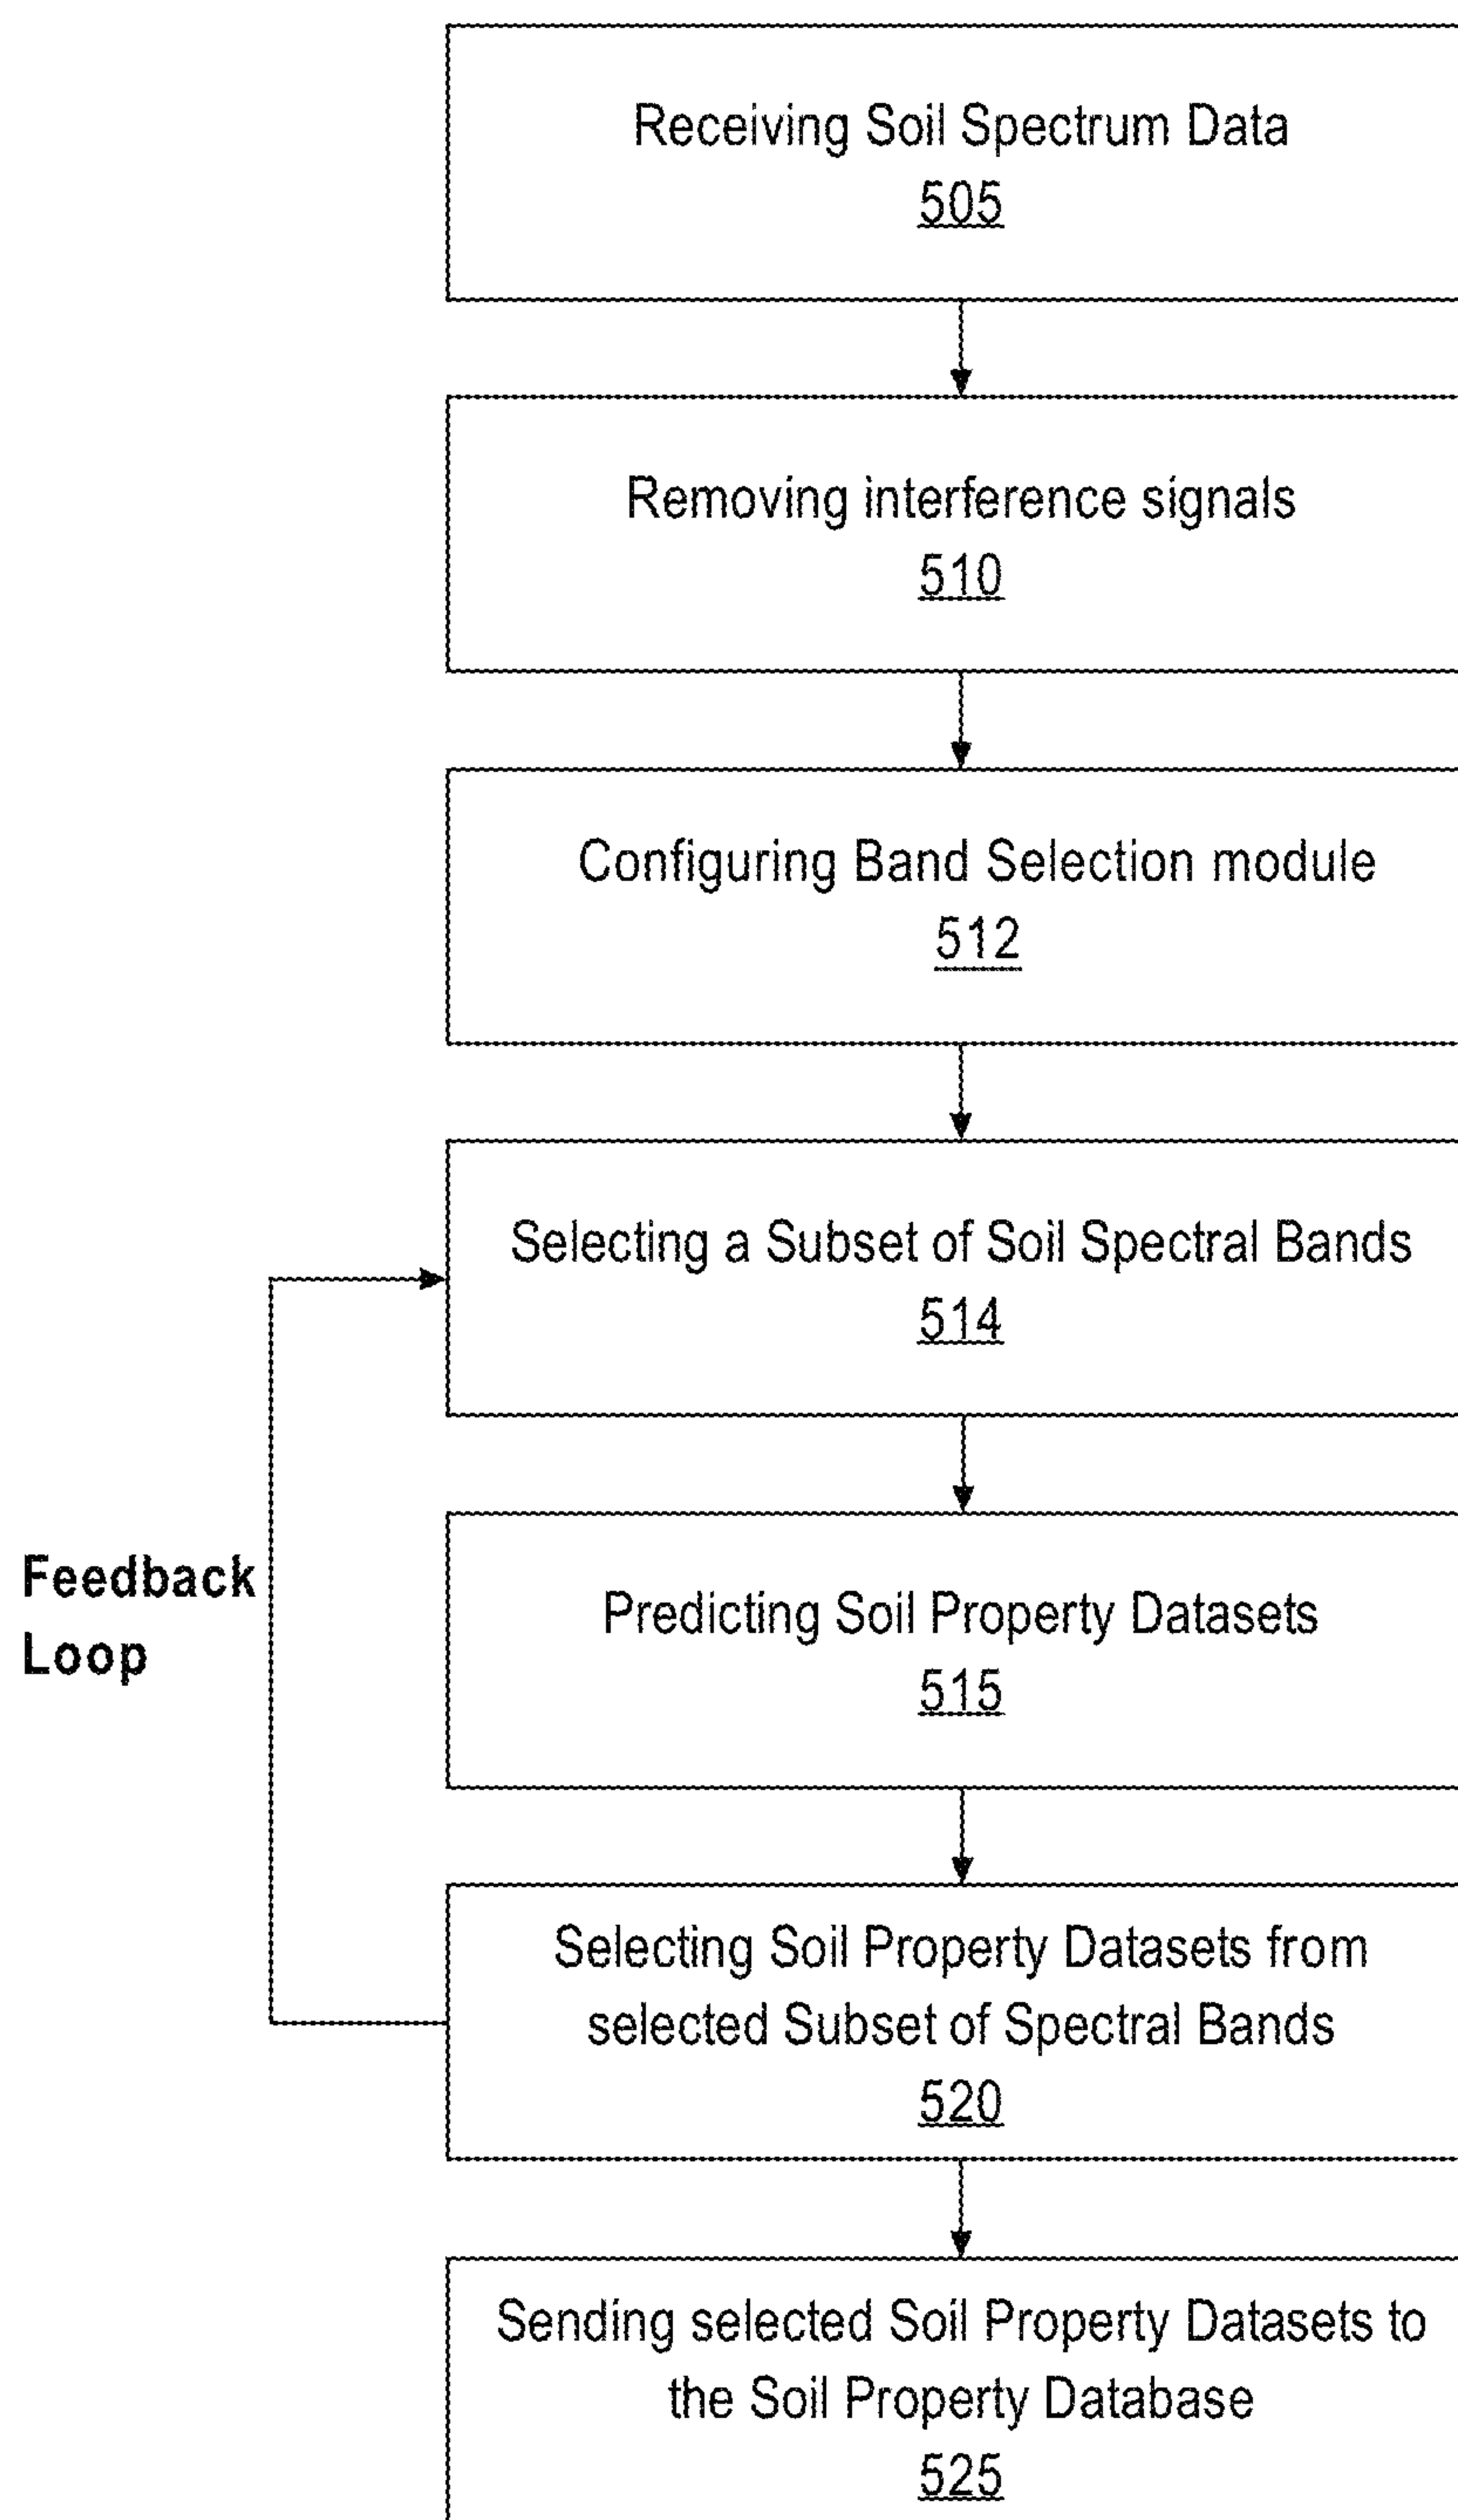 Receiving Soil Spectrum Data
505
Removing interference signals
510
Configuring Band Selection module
512
Selecting a Subset of Soil Spectral Bands
514
Feedback
Loop
Predicting Soil Property Datasets
515
Selecting Soil Property Datasets from
selected Subset of Spectral Bands
520
Sending selected Soil Property Datasets to
the Soil Property Database
525